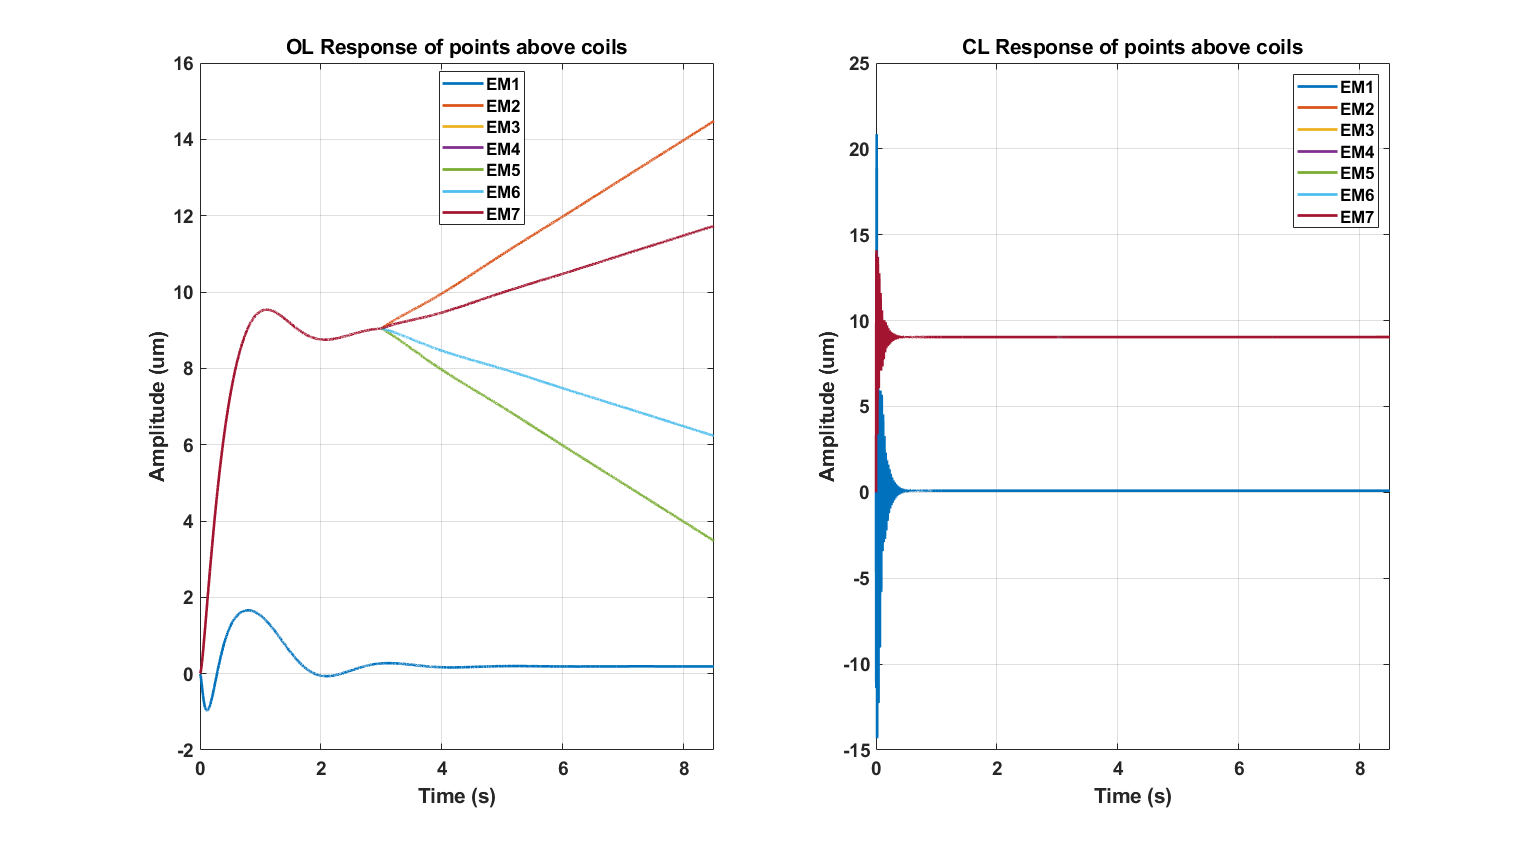 OL Response of points above coils
16
14
12
10
8
6
4
2
0
-2
0 2 4 6 8
Time (s)
Amplitude (um)
EM1
EM2
EM3
EM4
EM5
EM6
EM7
CL Response of points above coils
25
20
15
10
5
0
-5
-10
-15
0 2 4 6 8
Time (s)
Amplitude (um)
EM1
EM2
EM3
EM4
EM5
EM6
EM7